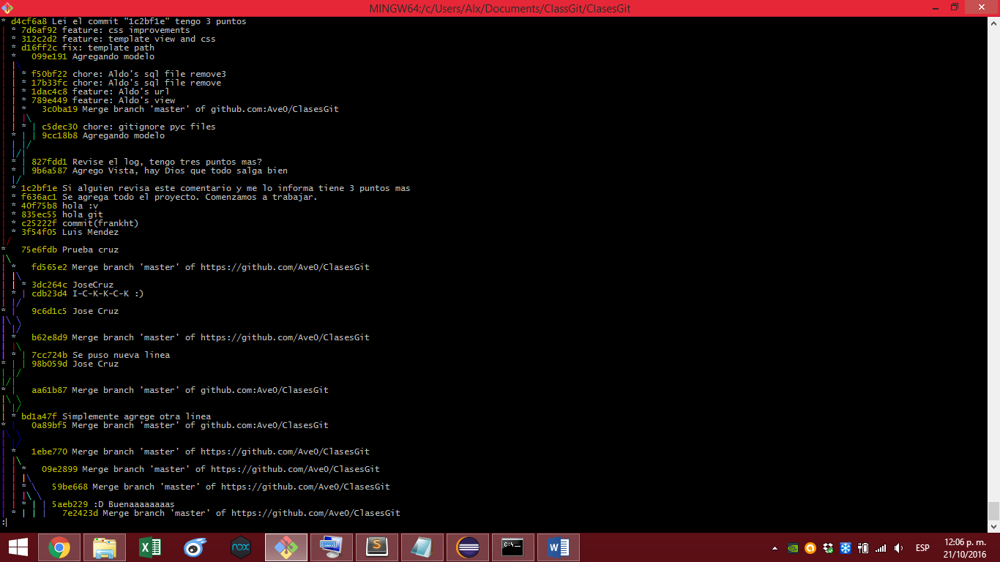 MINGW64:/c/Users/Alx/Documents/ClassGit/ClasesGit
* d4cf6a8 Lei el commit "1c2bf1e" tengo 3 puntos
* 7d6af92 feature: css improvements
* 312c2d2 feature: template view and css
* d16ff2c fix: template path
* 099e191 Agregando modelo
* f50bf22 chore: Aldo's sql file remove3
* 17b33fc chore: Aldo's sql file remove
* 1dac4c8 feature: Aldo's url
* 789e449 feature: Aldo's view
* 3c0ba19 Merge branch 'master' of github.com:Ave0/ClasesGit
* | c5dec30 chore: gitignore pyc files
* | | 9cc18b8 Agregando modelo
* | 827fdd1 Revise el log, tengo tres puntos mas?
* | 9b6a587 Agrego Vista, hay Dios que todo salga bien
* 1c2bf1e Si alguien revisa este comentario y me lo informa tiene 3 puntos mas
* f636ac1 Se agrega todo el proyecto. Comenzamos a trabajar.
* 40f75b8 hola :v
* 835ec55 hola git
* c25222f commit(frankht)
* 3f54f05 Luis Mendez
* 75e6fdb Prueba cruz
* fd565e2 Merge branch 'master' of https://github.com/Ave0/ClasesGit
* 3dc264c JoseCruz
* | cdb23d4 I-C-K-K-C-K :)
* | 9c6d1c5 Jose Cruz
* b62e8d9 Merge branch 'master' of https://github.com/Ave0/ClasesGit
* | 7cc724b Se puso nueva linea
* | | 98b059d Jose Cruz
* | aa61b87 Merge branch 'master' of github.com:Ave0/ClasesGit
* bd1a47f Simplemente agrege otra linea
* | 0a89bf5 Merge branch 'master' of github.com:Ave0/ClasesGit
* 1ebe770 Merge branch 'master' of https://github.com/Ave0/ClasesGit
* 09e2899 Merge branch 'master' of https://github.com/Ave0/ClasesGit
* \ 59be668 Merge branch 'master' of https://github.com/Ave0/ClasesGit
* | | 5aeb229 :D Buenaaaaaaaas
* | | | 7e2423d Merge branch 'master' of https://github.com/Ave0/ClasesGit
:
nox
C:\_
ESP
12:06 p. m.
21/10/2016